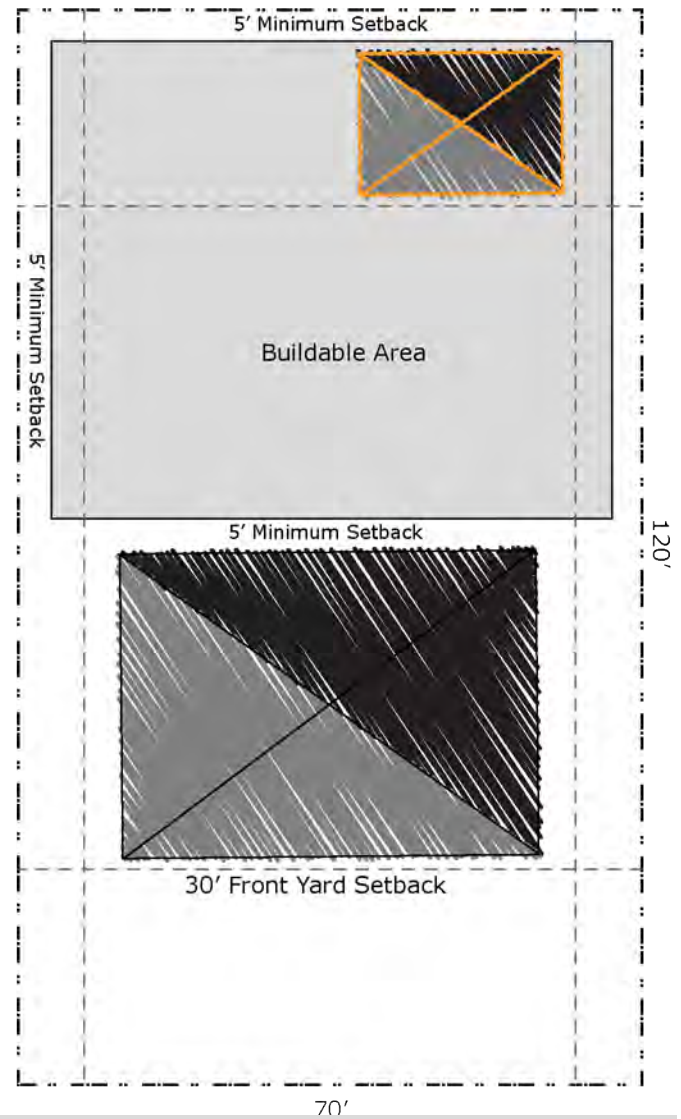 5' Minimum Setback
5' Minimum Setback
Buildable Area
5' Minimum Setback
120'
30' Front Yard Setback
70'